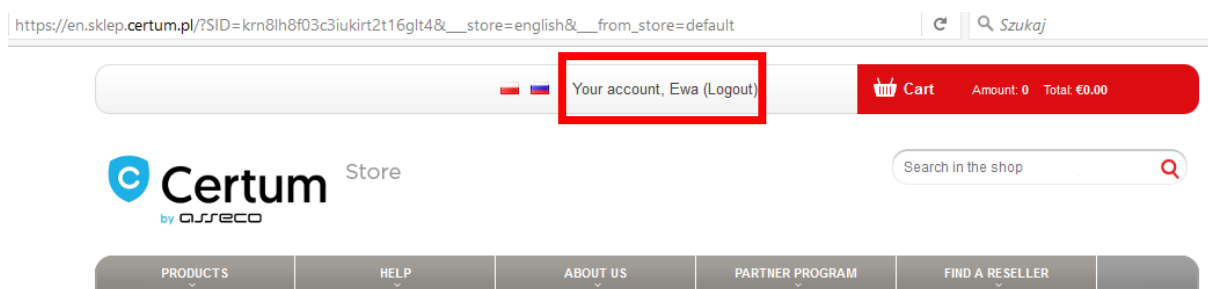 https://en.sklep.certum.pl/?SID=krn8lh8f03c3iukirt2t16glt4&___store=english&___from_store=default Szukaj
Your account, Ewa (Logout) Cart Amount: 0 Total: €0.00
Certum Store Search in the shop
by asseco
PRODUCTS HELP ABOUT US PARTNER PROGRAM FIND A RESELLER